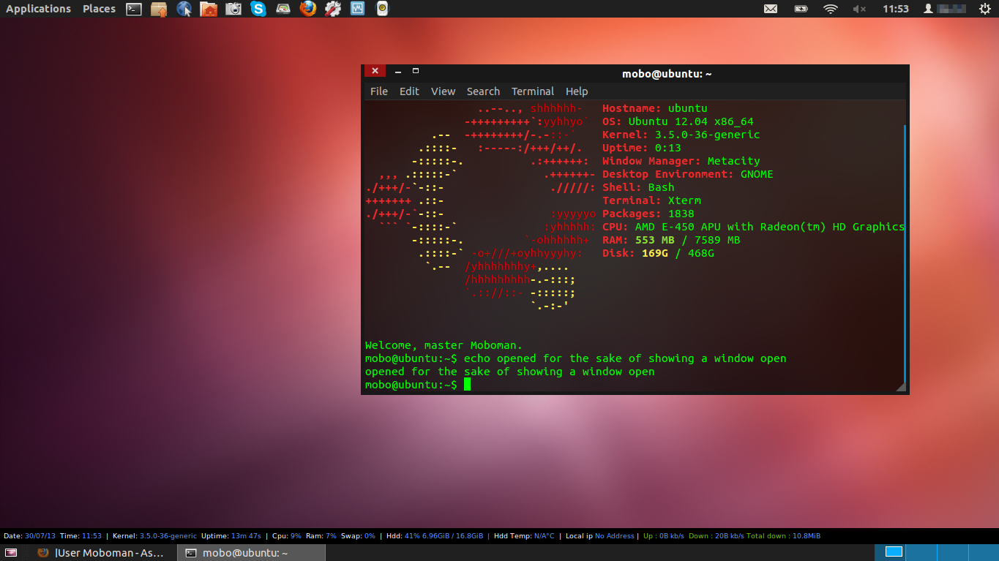 Applications Places 11:53
mobo@ubuntu: ~
File Edit View Search Terminal Help
..--.., shhhhhh- Hostname: ubuntu
-+++++++++`:yyhhyo` OS: Ubuntu 12.04 x86_64
.-- -++++++++/-.-::-` Kernel: 3.5.0-36-generic
.::::- :-----:/+++/++/. Uptime: 0:13
-:::::-. .:++++++: Window Manager: Metacity
,,, .:::::-` .++++++- Desktop Environment: GNOME
./+++/-`-::- ./////: Shell: Bash
+++++++ .::- Terminal: Xterm
./+++/-`-::- :yyyyyo Packages: 1838
``` `-::::-` :yhhhhh: CPU: AMD E-450 APU with Radeon(tm) HD Graphics
-:::::-. `-ohhhhhh+ RAM: 553 MB / 7589 MB
.::::-` -o+///+oyhhyyyhy: Disk: 169G / 468G
`.-- /yhhhhhhhy+,....
/hhhhhhhhh-.-:::;
`.:://::- -:::::;
`.-:-'
Welcome, master Moboman.
mobo@ubuntu:~$ echo opened for the sake of showing a window open
opened for the sake of showing a window open
mobo@ubuntu:~$
Date: 30/07/13 Time: 11:53 | Kernel: 3.5.0-36-generic Uptime: 13m 47s | Cpu: 9% Ram: 7% Swap: 0% | Hdd: 41% 6.96GiB / 16.8GiB | Hdd Temp: N/A°C | Local ip No Address | Up : 0B kb/s Down : 20B kb/s Total down : 10.8MiB
|User Moboman - As... mobo@ubuntu: ~